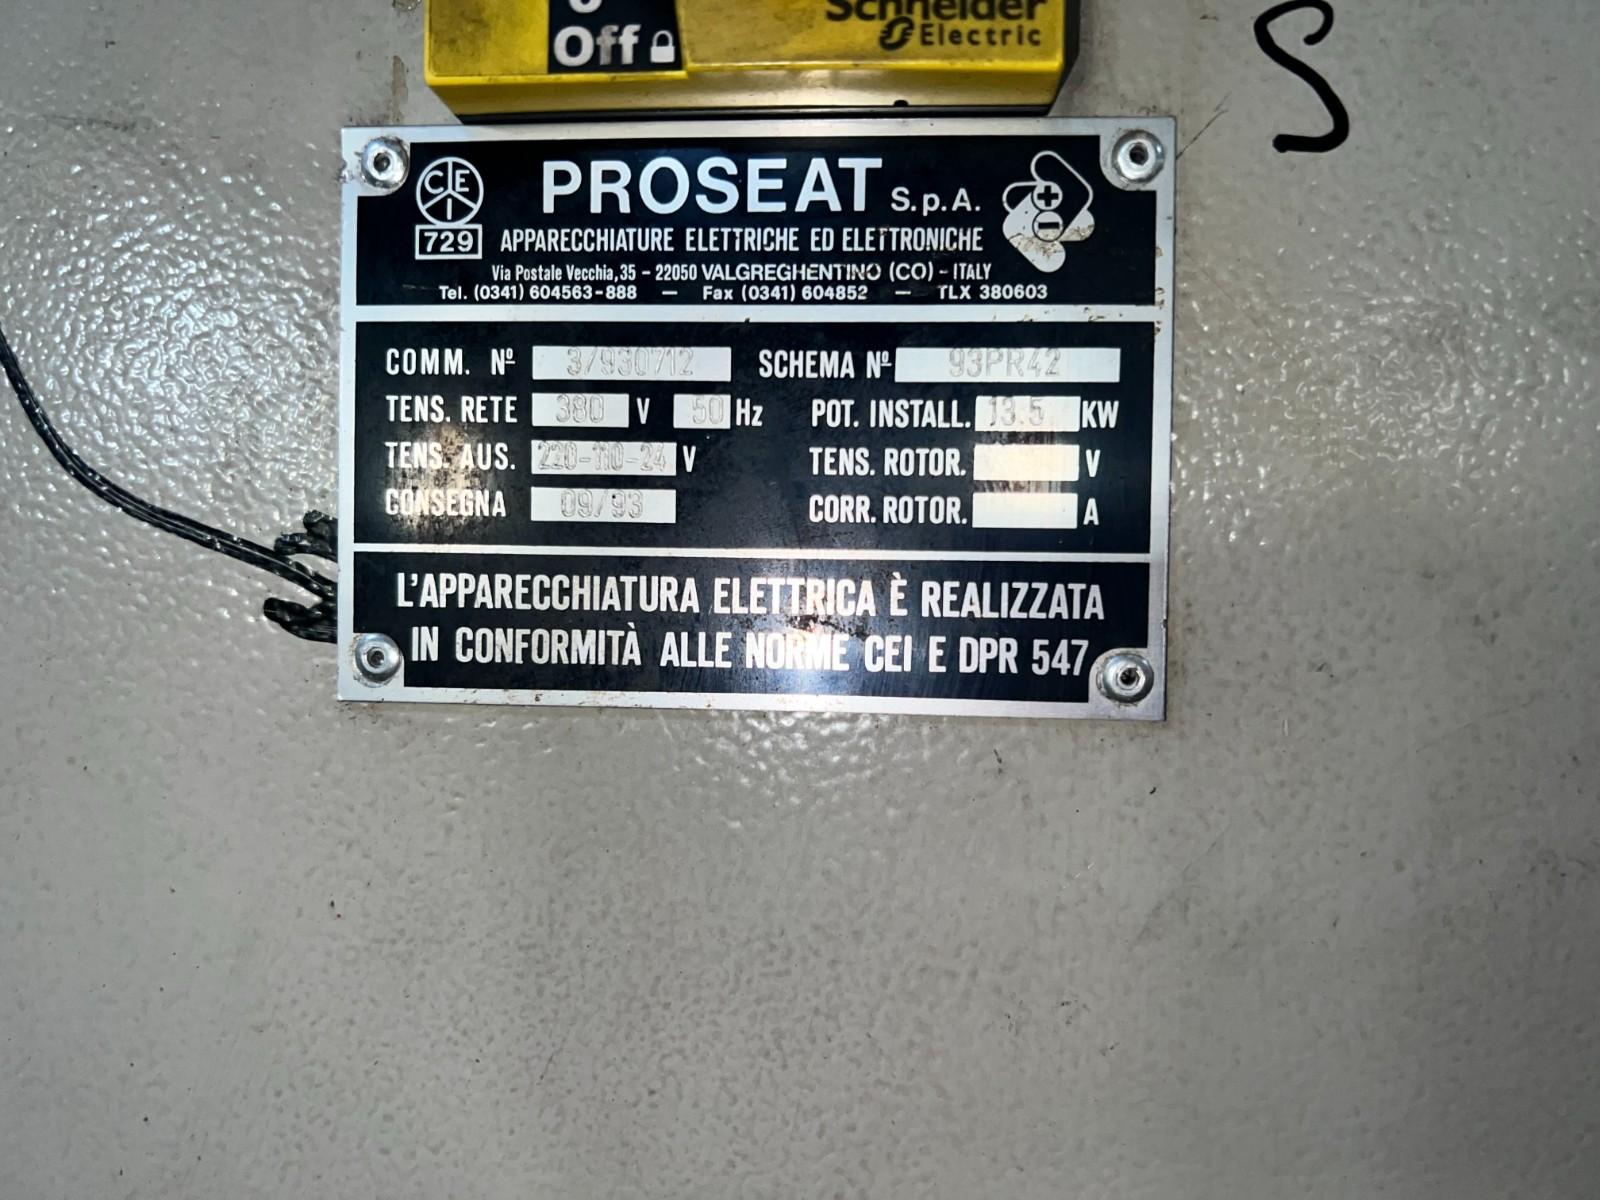 Off
Schneider
Electric
S
CEI
729
PROSEAT S.p.A.
APPARECCHIATURE ELETTRICHE ED ELETTRONICHE
Via Postale Vecchia, 35 - 22050 VALGREGHENTINO (CO) - ITALY
Tel. (0341) 604563-888 — Fax (0341) 604852 — TLX 380603
COMM. Nº 3/930712 SCHEMA Nº 93PR42
TENS. RETE 380 V 50 Hz POT. INSTALL. 13.5 KW
TENS. AUS. 220-110-24 V TENS. ROTOR. V
CONSEGNA 09/93 CORR. ROTOR. A
L'APPARECCHIATURA ELETTRICA È REALIZZATA
IN CONFORMITÀ ALLE NORME CEI E DPR 547